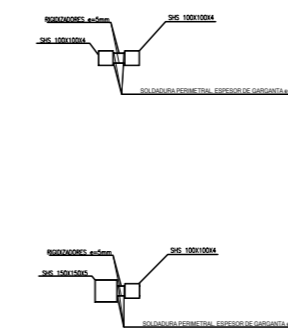 RIGIDIZADORES e=5mm
SHS 100X100X4
SHS 100X100X4
SOLDADURA PERIMETRAL ESPESOR DE GARGANTA
RIGIDIZADORES e=5mm
SHS 100X100X4
SHS 150X150X5
SOLDADURA PERIMETRAL ESPESOR DE GARGANTA